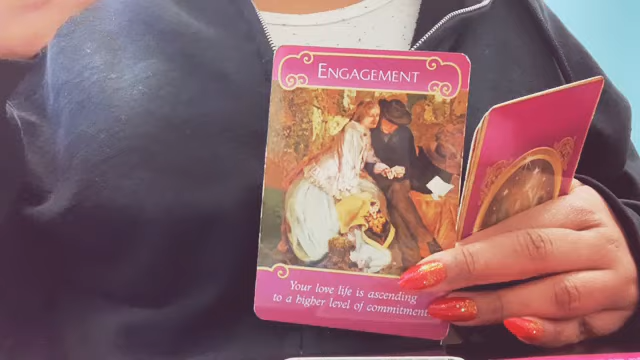 ENGAGEMENT
Your love life is ascending
to a higher level of commitment